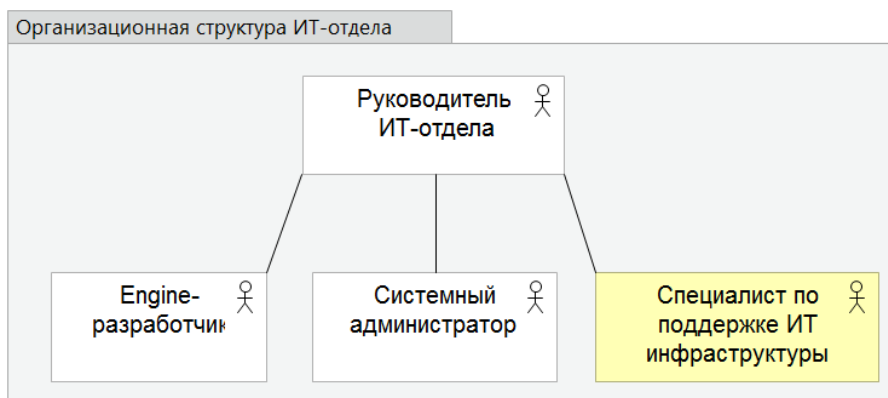 Организационная структура ИТ-отдела
Руководитель
ИТ-отдела
Engine-
разработчик
Системный
администратор
Специалист по
поддержке ИТ
инфраструктуры